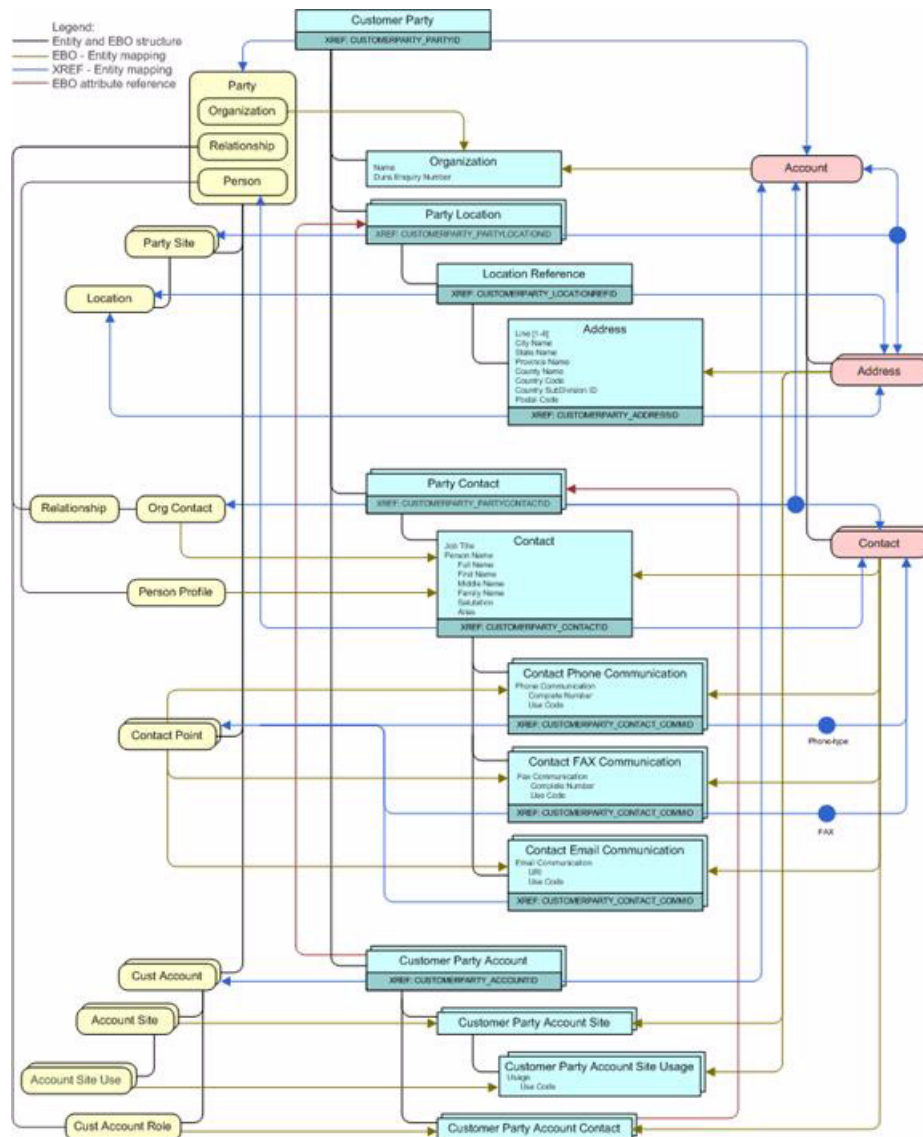 Legend:
Entity and EBO structure
EBO - Entity mapping
XREF - Entity mapping
EBO attribute reference
Customer Party
XREF: CUSTOMERPARTY_PARTYID
Party
Organization
Relationship
Person
Organization
Name
Duns Enquiry Number
Account
Party Location
XREF: CUSTOMERPARTY_PARTYLOCATIONID
Party Site
Location Reference
XREF: CUSTOMERPARTY_LOCATIONREFID
Location
Address
Line [1-4]
City Name
State Name
Province Name
County Name
Country Code
Country SubDivision ID
Postal Code
XREF: CUSTOMERPARTY_ADDRESSID
Address
Party Contact
XREF: CUSTOMERPARTY_PARTYCONTACTID
Relationship
Org Contact
Contact
Job Title
Person Name
Full Name
First Name
Middle Name
Family Name
Salutation
Alias
XREF: CUSTOMERPARTY_CONTACTID
Contact
Person Profile
Contact Phone Communication
Phone Communication
Complete Number
Use Code
XREF: CUSTOMERPARTY_CONTACT_COMMID
Phone-type
Contact Point
Contact FAX Communication
Fax Communication
Complete Number
Use Code
XREF: CUSTOMERPARTY_CONTACT_COMMID
FAX
Contact Email Communication
Email Communication
URI
Use Code
XREF: CUSTOMERPARTY_CONTACT_COMMID
Customer Party Account
XREF: CUSTOMERPARTY_ACCOUNTID
Cust Account
Account Site
Customer Party Account Site
Customer Party Account Site Usage
Usage
Use Code
Account Site Use
Cust Account Role
Customer Party Account Contact